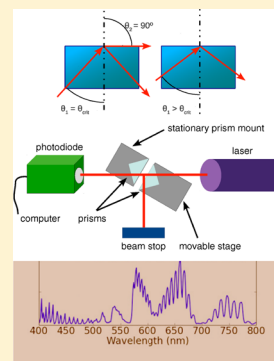 θ₂ = 90º
θ₁ = θcrit
θ₁ > θcrit
stationary prism mount
photodiode
laser
computer
prisms
beam stop
movable stage
400 450 500 550 600 650 700 750 800
Wavelength (nm)